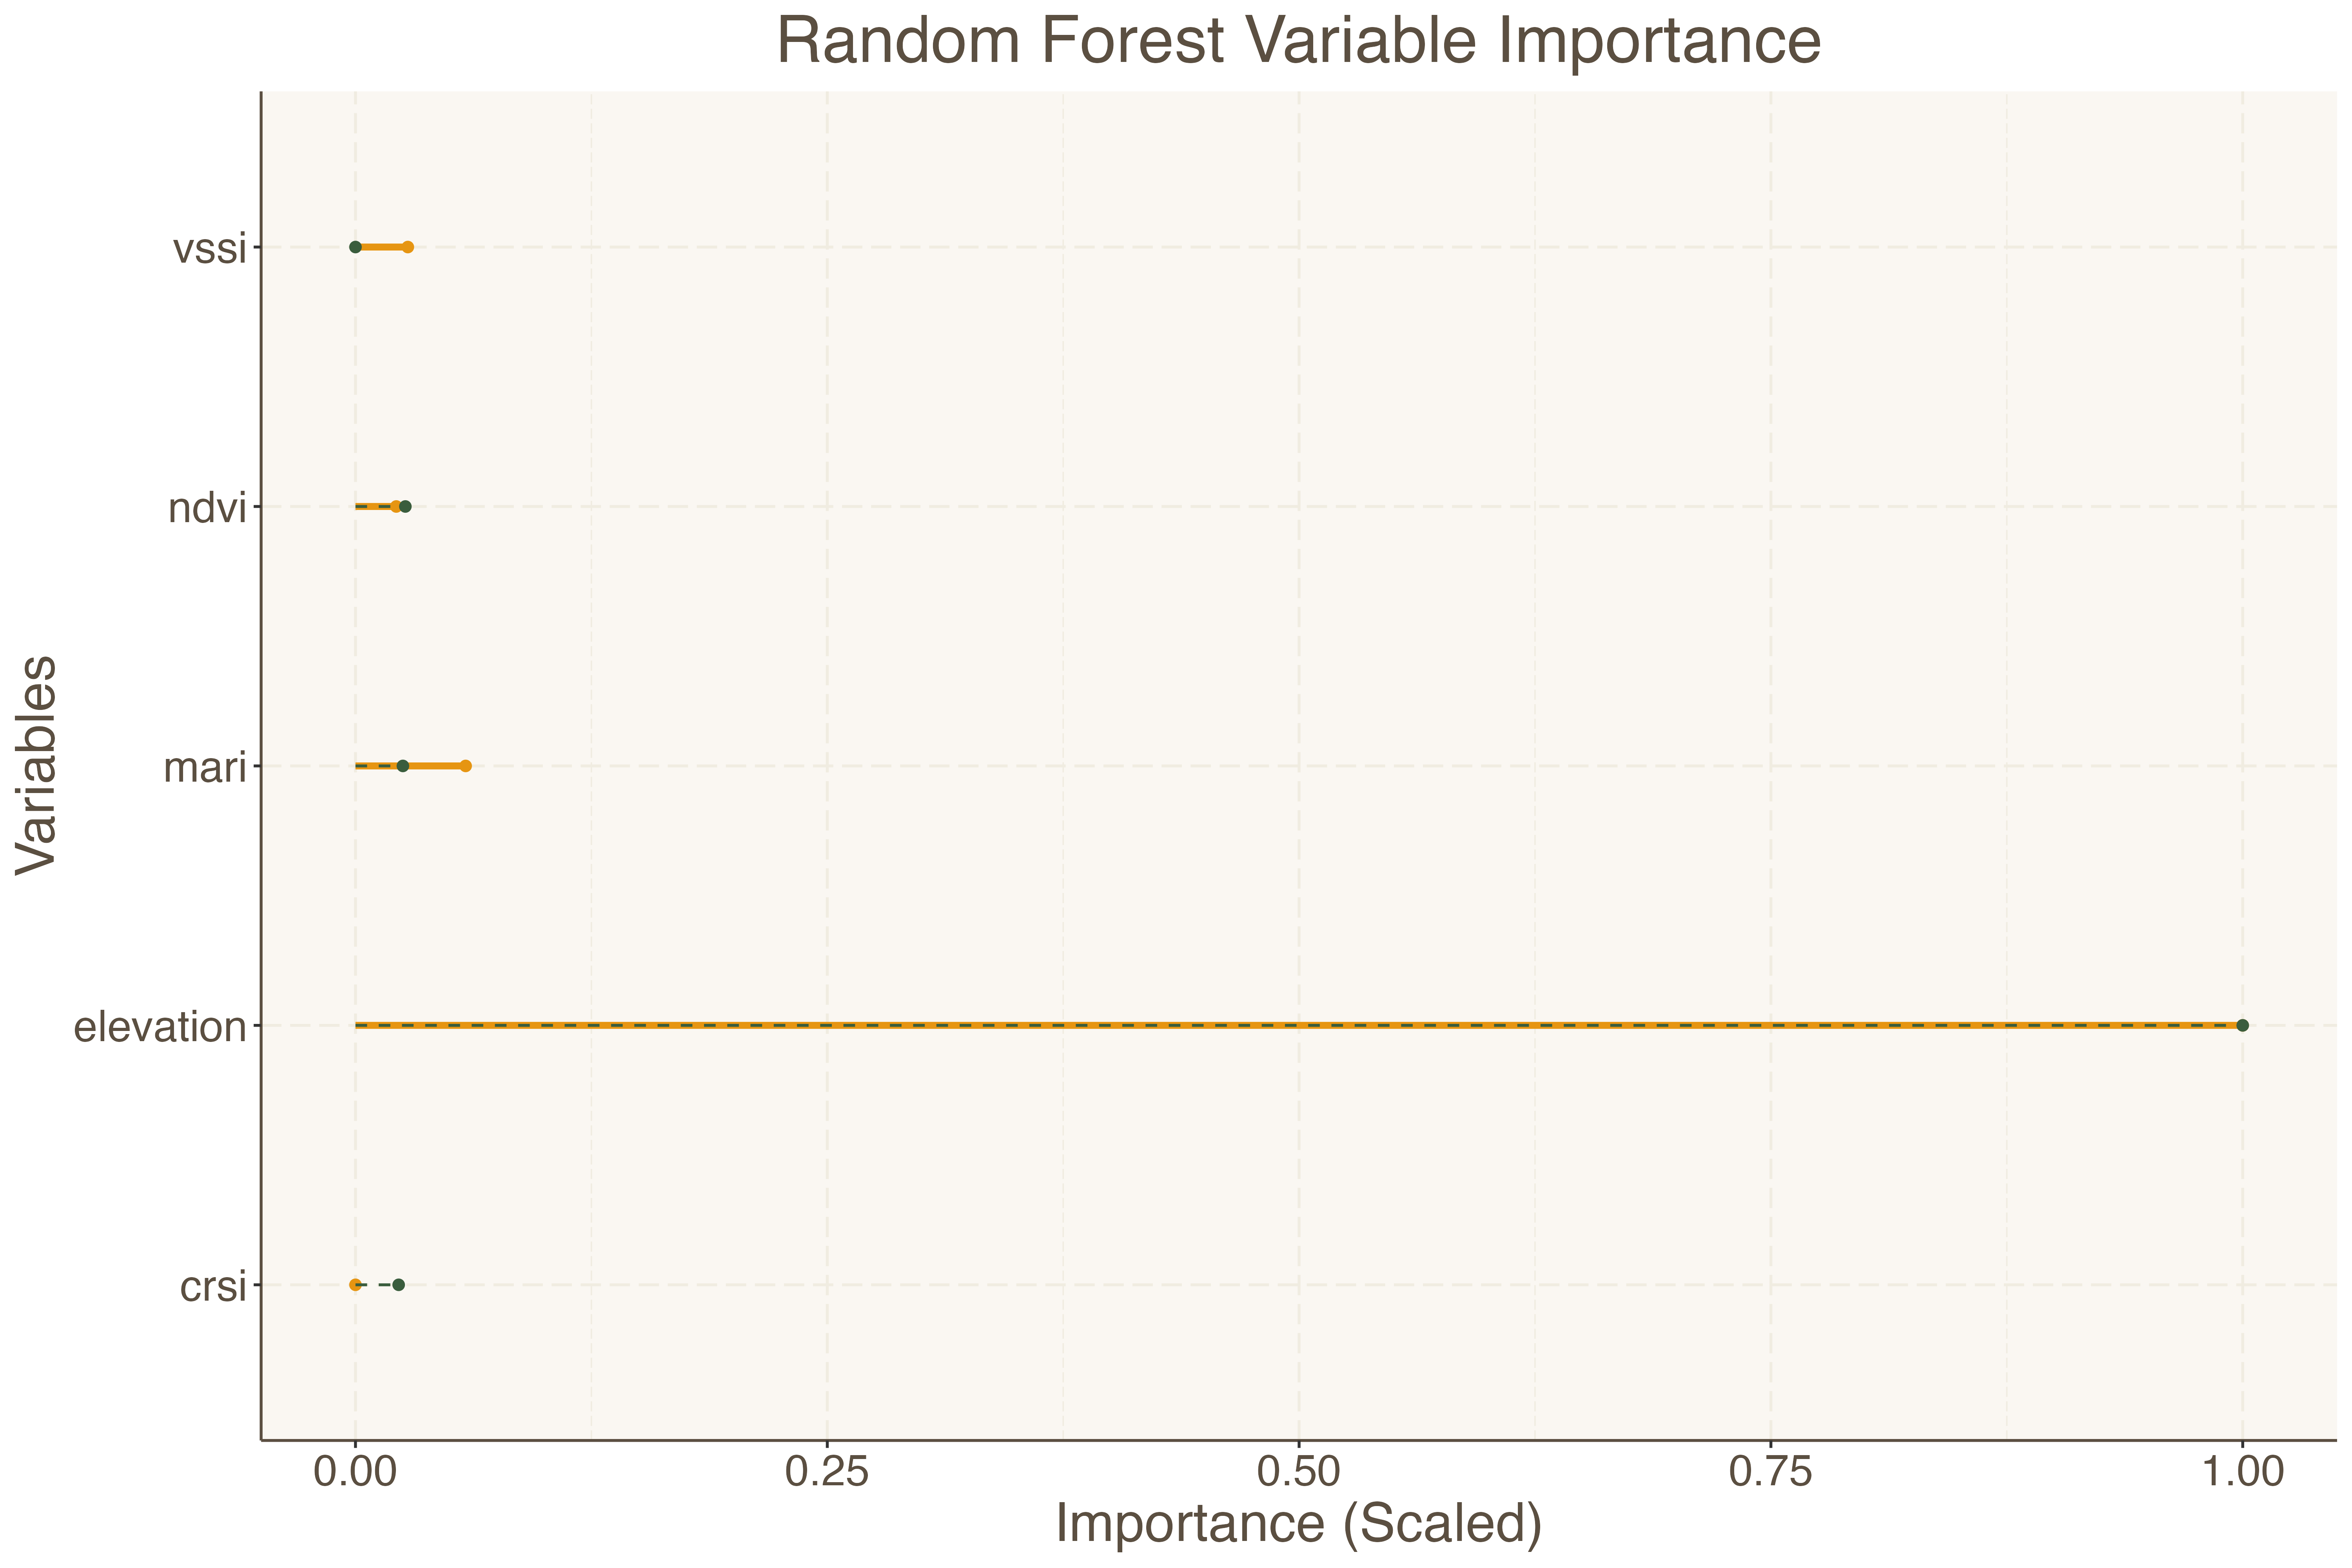 Random Forest Variable Importance
vssi
ndvi
mari
elevation
crsi
Variables
0.00 0.25 0.50 0.75 1.00
Importance (Scaled)